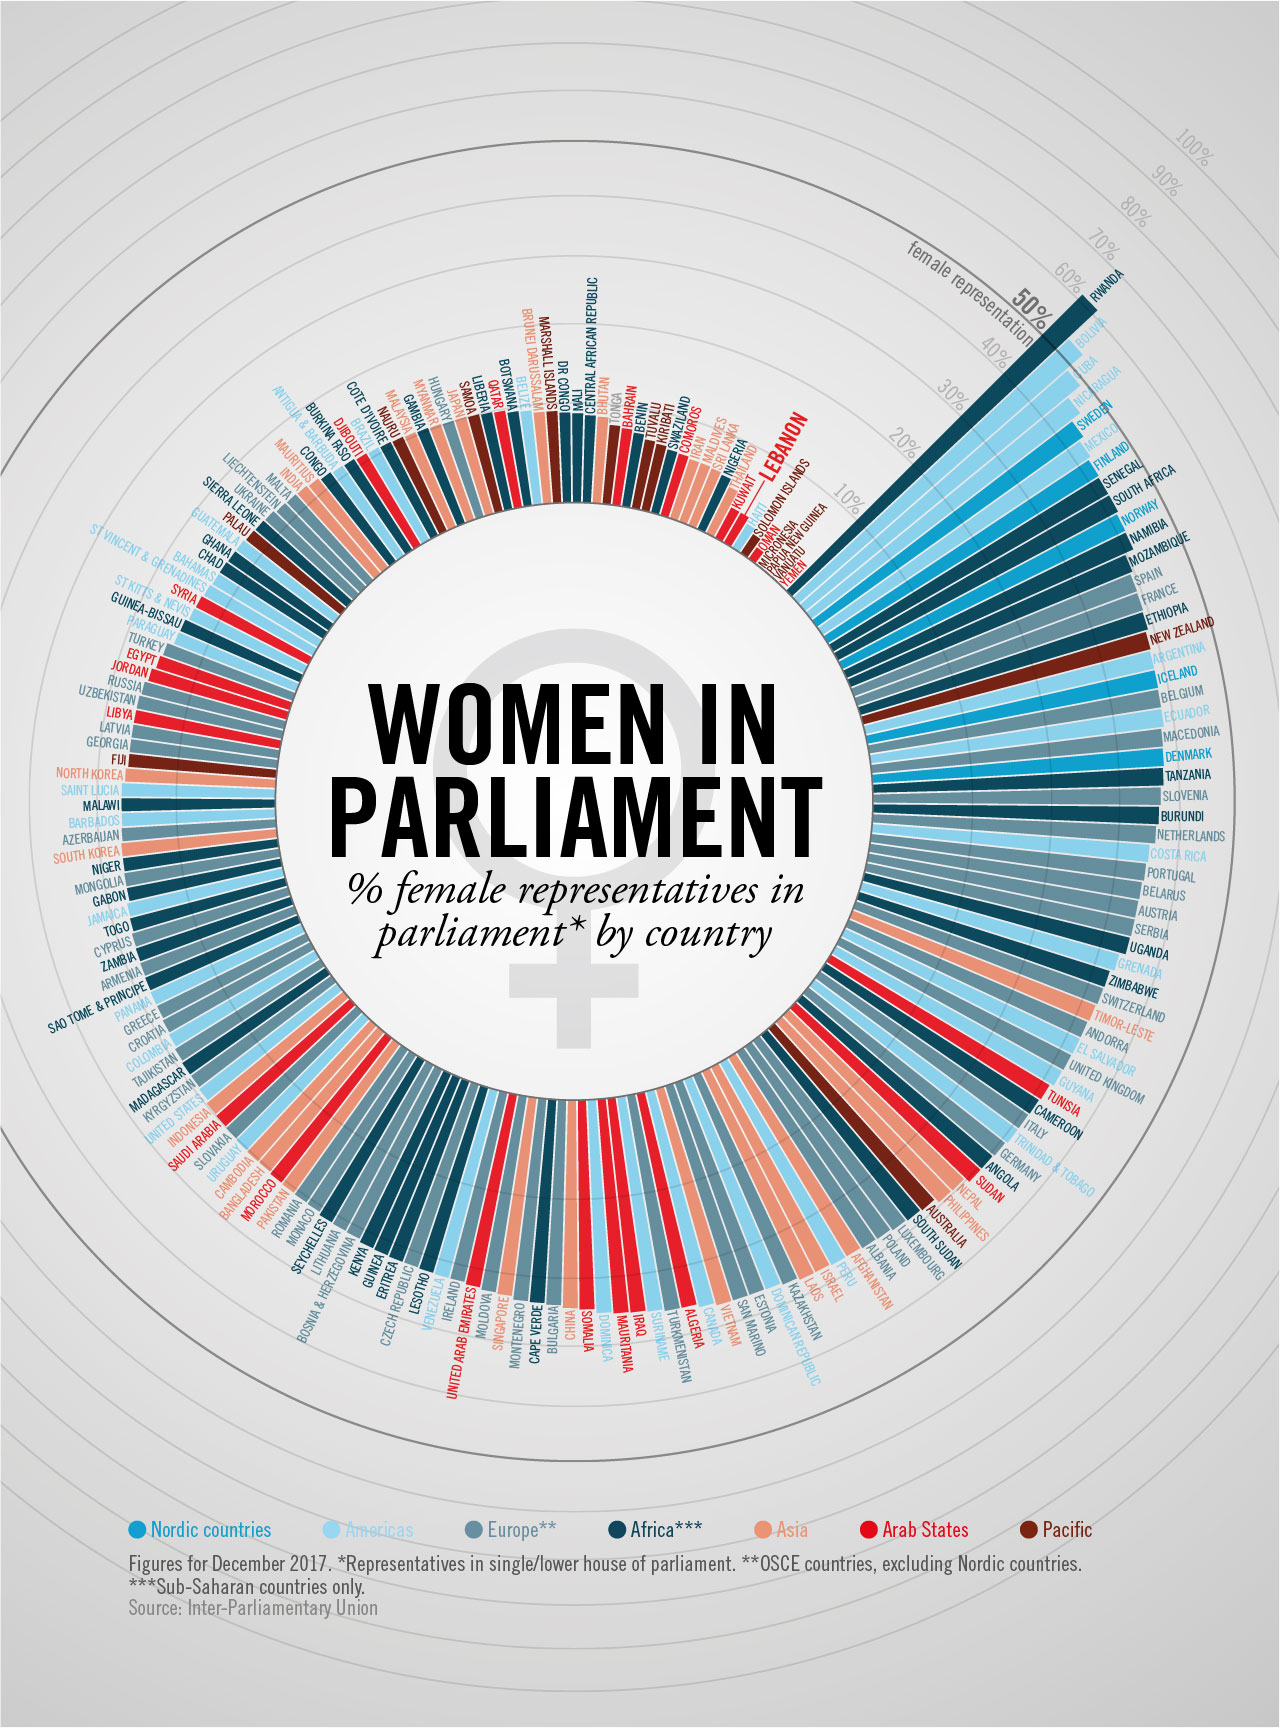 100%
90%
80%
70%
60%
50%
female representation
40%
30%
20%
10%
RWANDA
BOLIVIA
CUBA
NICARAGUA
SWEDEN
MEXICO
FINLAND
SENEGAL
SOUTH AFRICA
NORWAY
NAMIBIA
MOZAMBIQUE
SPAIN
FRANCE
ETHIOPIA
NEW ZEALAND
ARGENTINA
ICELAND
BELGIUM
ECUADOR
MACEDONIA
DENMARK
TANZANIA
SLOVENIA
BURUNDI
NETHERLANDS
COSTA RICA
PORTUGAL
BELARUS
AUSTRIA
SERBIA
UGANDA
GRENADA
ZIMBABWE
SWITZERLAND
TIMOR-LESTE
ANDORRA
EL SALVADOR
UNITED KINGDOM
GUYANA
TUNISIA
CAMEROON
ITALY
TRINIDAD & TOBAGO
GERMANY
ANGOLA
SUDAN
NEPAL
PHILIPPINES
AUSTRALIA
SOUTH SUDAN
LUXEMBOURG
POLAND
ALBANIA
AFGHANISTAN
PERU
ISRAEL
LAOS
KAZAKHSTAN
DOMINICAN REPUBLIC
ESTONIA
SAN MARINO
VIETNAM
CANADA
ALGERIA
TURKMENISTAN
SURINAME
IRAQ
MAURITANIA
DOMINICA
SOMALIA
CHINA
BULGARIA
CAPE VERDE
MONTENEGRO
SINGAPORE
MOLDOVA
UNITED ARAB EMIRATES
IRELAND
VENEZUELA
LESOTHO
CZECH REPUBLIC
ERITREA
GUINEA
KENYA
BOSNIA & HERZEGOVINA
LITHUANIA
SEYCHELLES
MONACO
ROMANIA
PAKISTAN
MOROCCO
BANGLADESH
CAMBODIA
URUGUAY
SLOVAKIA
SAUDI ARABIA
INDONESIA
UNITED STATES
KYRGYZSTAN
MADAGASCAR
TAJIKISTAN
COLOMBIA
CROATIA
GREECE
PANAMA
SAO TOME & PRINCIPE
ARMENIA
ZAMBIA
CYPRUS
TOGO
JAMAICA
GABON
MONGOLIA
NIGER
SOUTH KOREA
AZERBAIJAN
BARBADOS
MALAWI
SAINT LUCIA
NORTH KOREA
FIJI
GEORGIA
LATVIA
LIBYA
UZBEKISTAN
RUSSIA
JORDAN
EGYPT
TURKEY
PARAGUAY
GUINEA-BISSAU
ST KITTS & NEVIS
SYRIA
ST VINCENT & GRENADINES
BAHAMAS
CHAD
GHANA
GUATEMALA
PALAU
SIERRA LEONE
UKRAINE
LIECHTENSTEIN
MALTA
INDIA
MAURITIUS
CONGO
ANTIGUA & BARBUDA
BURKINA FASO
DJIBOUTI
BRAZIL
COTE D'IVOIRE
NAURU
MALAYSIA
GAMBIA
MYANMAR
HUNGARY
JAPAN
SAMOA
LIBERIA
QATAR
BOTSWANA
BELIZE
BRUNEI DARUSSALAM
MARSHALL ISLANDS
DR CONGO
MALI
CENTRAL AFRICAN REPUBLIC
BHUTAN
TONGA
BAHRAIN
BENIN
TUVALU
KIRIBATI
SWAZILAND
COMOROS
IRAN
MALDIVES
SRI LANKA
NIGERIA
THAILAND
KUWAIT
LEBANON
HAITI
SOLOMON ISLANDS
OMAN
MICRONESIA
PAPUA NEW GUINEA
VANUATU
YEMEN
WOMEN IN
PARLIAMENT
% female representatives in
parliament* by country
Nordic countries
Americas
Europe**
Africa***
Asia
Arab States
Pacific
Figures for December 2017. *Representatives in single/lower house of parliament. **OSCE countries, excluding Nordic countries.
***Sub-Saharan countries only.
Source: Inter-Parliamentary Union